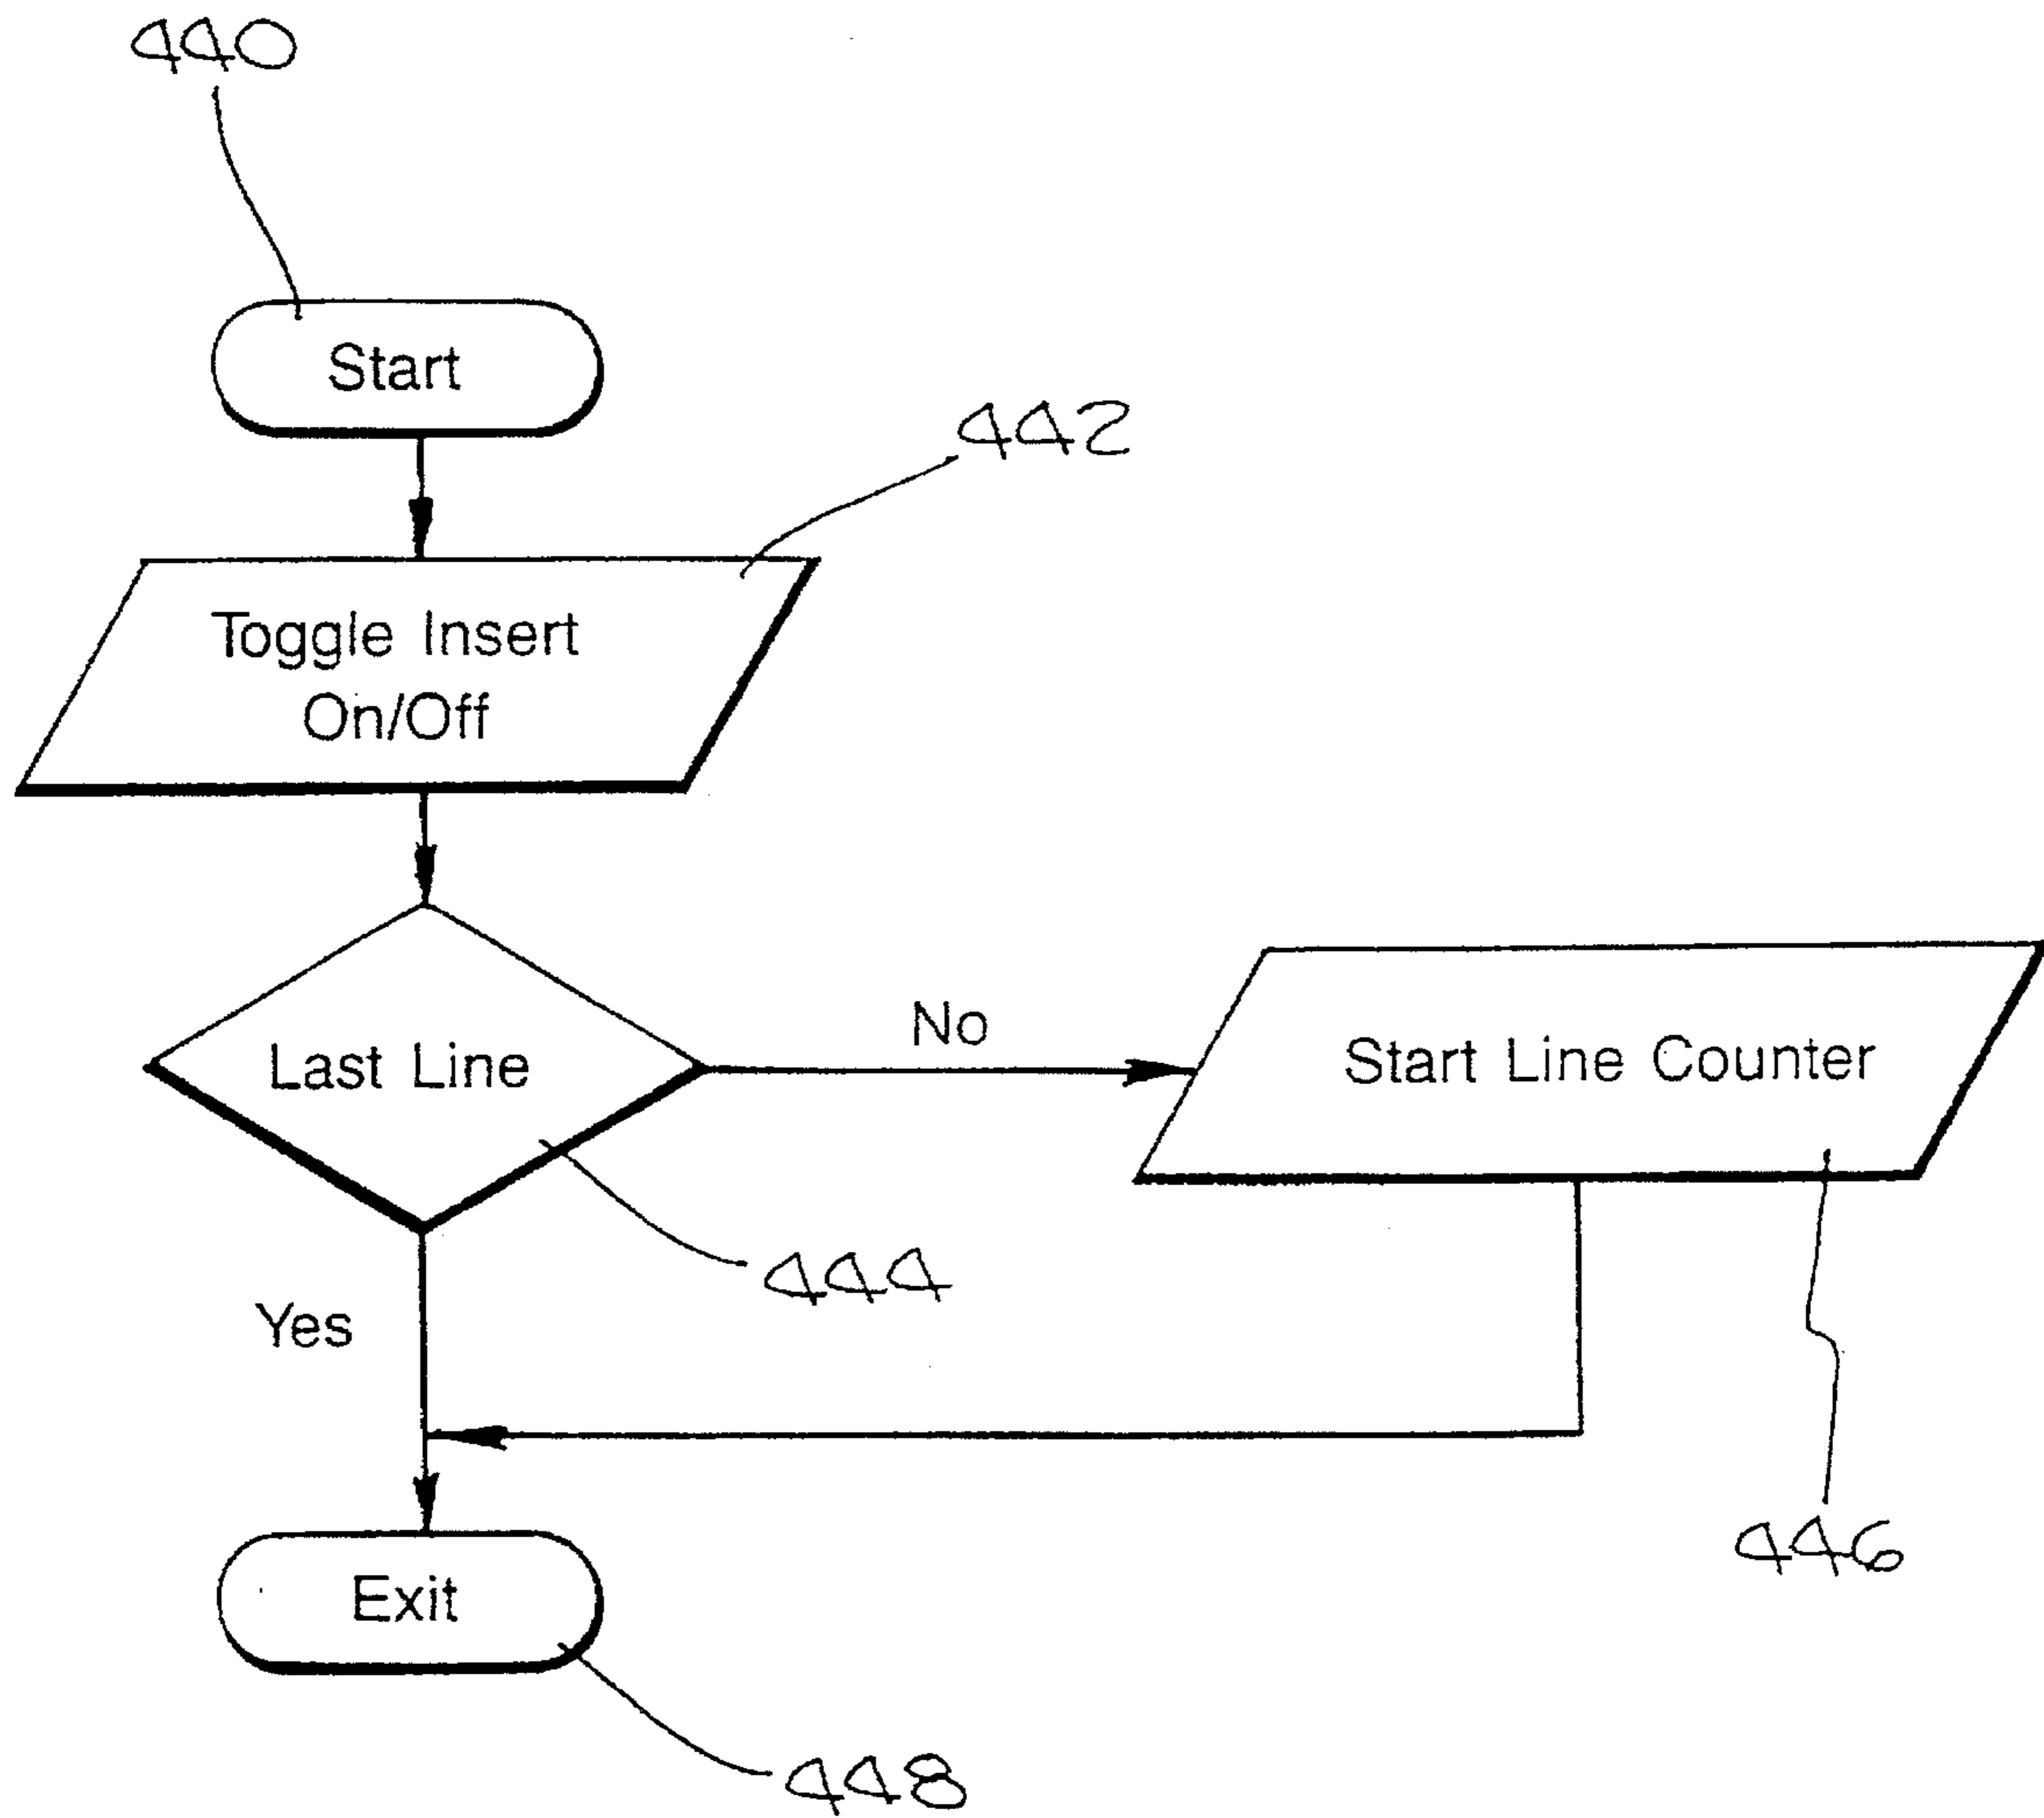 440
Start
442
Toggle Insert
On/Off
No
Last Line
Start Line Counter
444
Yes
446
Exit
448